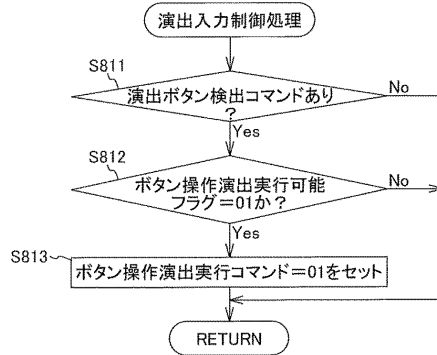 演出入力制御処理
S811
演出ボタン検出コマンドあり
?
No
Yes
S812
ボタン操作演出実行可能
フラグ=01か?
No
Yes
S813
ボタン操作演出実行コマンド=01をセット
RETURN